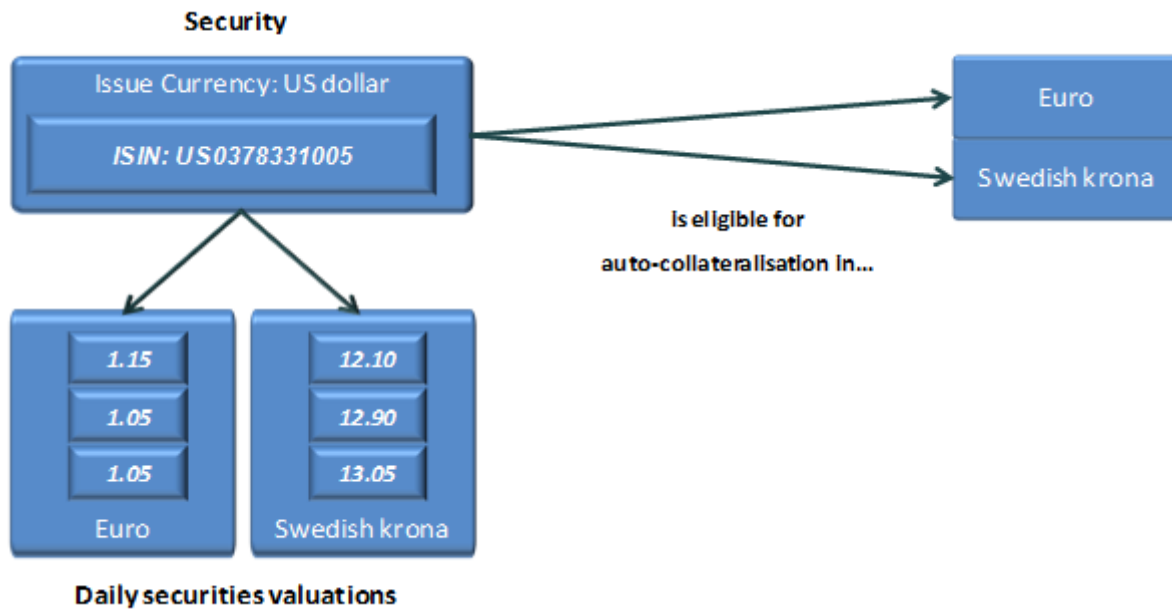 Security
Issue Currency: US dollar
ISIN: US0378331005
Euro
Swedish krona
is eligible for
auto-collateralisation in...
1.15
1.05
1.05
Euro
12.10
12.90
13.05
Swedish krona
Daily securities valuations